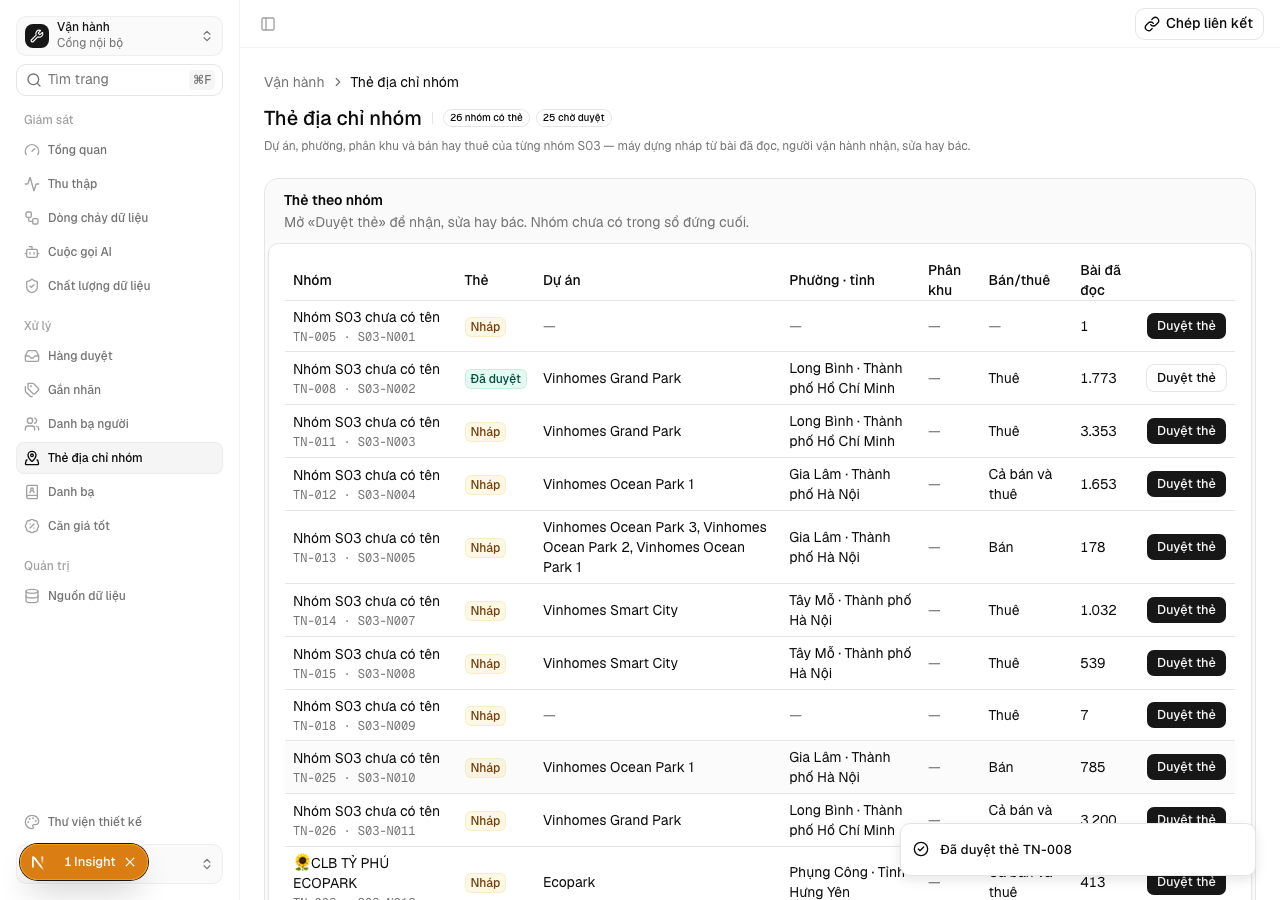 Vận hành
Cổng nội bộ
Chép liên kết
Tìm trang
⌘F
Giám sát
Tổng quan
Thu thập
Dòng chảy dữ liệu
Cuộc gọi AI
Chất lượng dữ liệu
Xử lý
Hàng duyệt
Gắn nhãn
Danh bạ người
Thẻ địa chỉ nhóm
Danh bạ
Căn giá tốt
Quản trị
Nguồn dữ liệu
Thư viện thiết kế
1 Insight
Vận hành > Thẻ địa chỉ nhóm
Thẻ địa chỉ nhóm
26 nhóm có thẻ
25 chờ duyệt
Dự án, phường, phân khu và bán hay thuê của từng nhóm S03 — máy dựng nháp từ bài đã đọc, người vận hành nhận, sửa hay bác.
Thẻ theo nhóm
Mở «Duyệt thẻ» để nhận, sửa hay bác. Nhóm chưa có trong sổ đứng cuối.
Nhóm Thẻ Dự án Phường · tỉnh Phân khu Bán/thuê Bài đã đọc
Nhóm S03 chưa có tên Nháp — — — — 1 Duyệt thẻ
TN-005 · S03-N001
Nhóm S03 chưa có tên Đã duyệt Vinhomes Grand Park Long Bình · Thành phố Hồ Chí Minh — Thuê 1.773 Duyệt thẻ
TN-008 · S03-N002
Nhóm S03 chưa có tên Nháp Vinhomes Grand Park Long Bình · Thành phố Hồ Chí Minh — Thuê 3.353 Duyệt thẻ
TN-011 · S03-N003
Nhóm S03 chưa có tên Nháp Vinhomes Ocean Park 1 Gia Lâm · Thành phố Hà Nội — Cả bán và thuê 1.653 Duyệt thẻ
TN-012 · S03-N004
Nhóm S03 chưa có tên Nháp Vinhomes Ocean Park 3, Vinhomes Ocean Park 2, Vinhomes Ocean Park 1 Gia Lâm · Thành phố Hà Nội — Bán 178 Duyệt thẻ
TN-013 · S03-N005
Nhóm S03 chưa có tên Nháp Vinhomes Smart City Tây Mỗ · Thành phố Hà Nội — Thuê 1.032 Duyệt thẻ
TN-014 · S03-N007
Nhóm S03 chưa có tên Nháp Vinhomes Smart City Tây Mỗ · Thành phố Hà Nội — Thuê 539 Duyệt thẻ
TN-015 · S03-N008
Nhóm S03 chưa có tên Nháp — — — Thuê 7 Duyệt thẻ
TN-018 · S03-N009
Nhóm S03 chưa có tên Nháp Vinhomes Ocean Park 1 Gia Lâm · Thành phố Hà Nội — Bán 785 Duyệt thẻ
TN-025 · S03-N010
Nhóm S03 chưa có tên Nháp Vinhomes Grand Park Long Bình · Thành phố Hồ Chí Minh — Cả bán và 3.200 Duyệt thẻ
TN-026 · S03-N011
🌻CLB TỶ PHÚ ECOPARK Nháp Ecopark Phụng Công · Tỉnh Hưng Yên — thuê 413 Duyệt thẻ
Đã duyệt thẻ TN-008